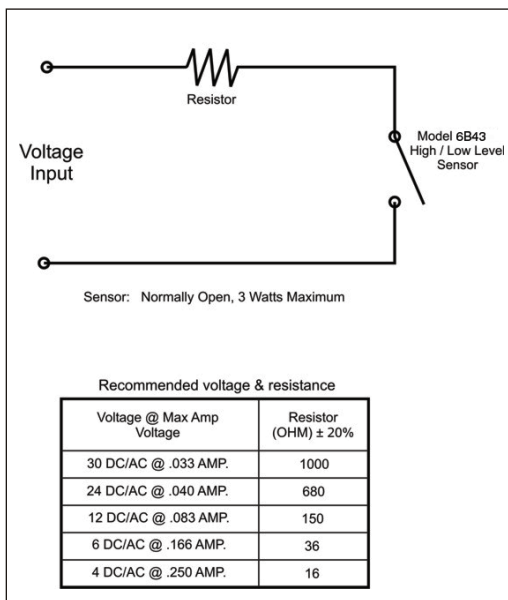 Resistor
Voltage
Input
Model 6B43
High / Low Level
Sensor
Sensor: Normally Open, 3 Watts Maximum
Recommended voltage & resistance
Voltage @ Max Amp
Voltage
Resistor
(OHM) ± 20%
30 DC/AC @ .033 AMP. 1000
24 DC/AC @ .040 AMP. 680
12 DC/AC @ .083 AMP. 150
6 DC/AC @ .166 AMP. 36
4 DC/AC @ .250 AMP. 16